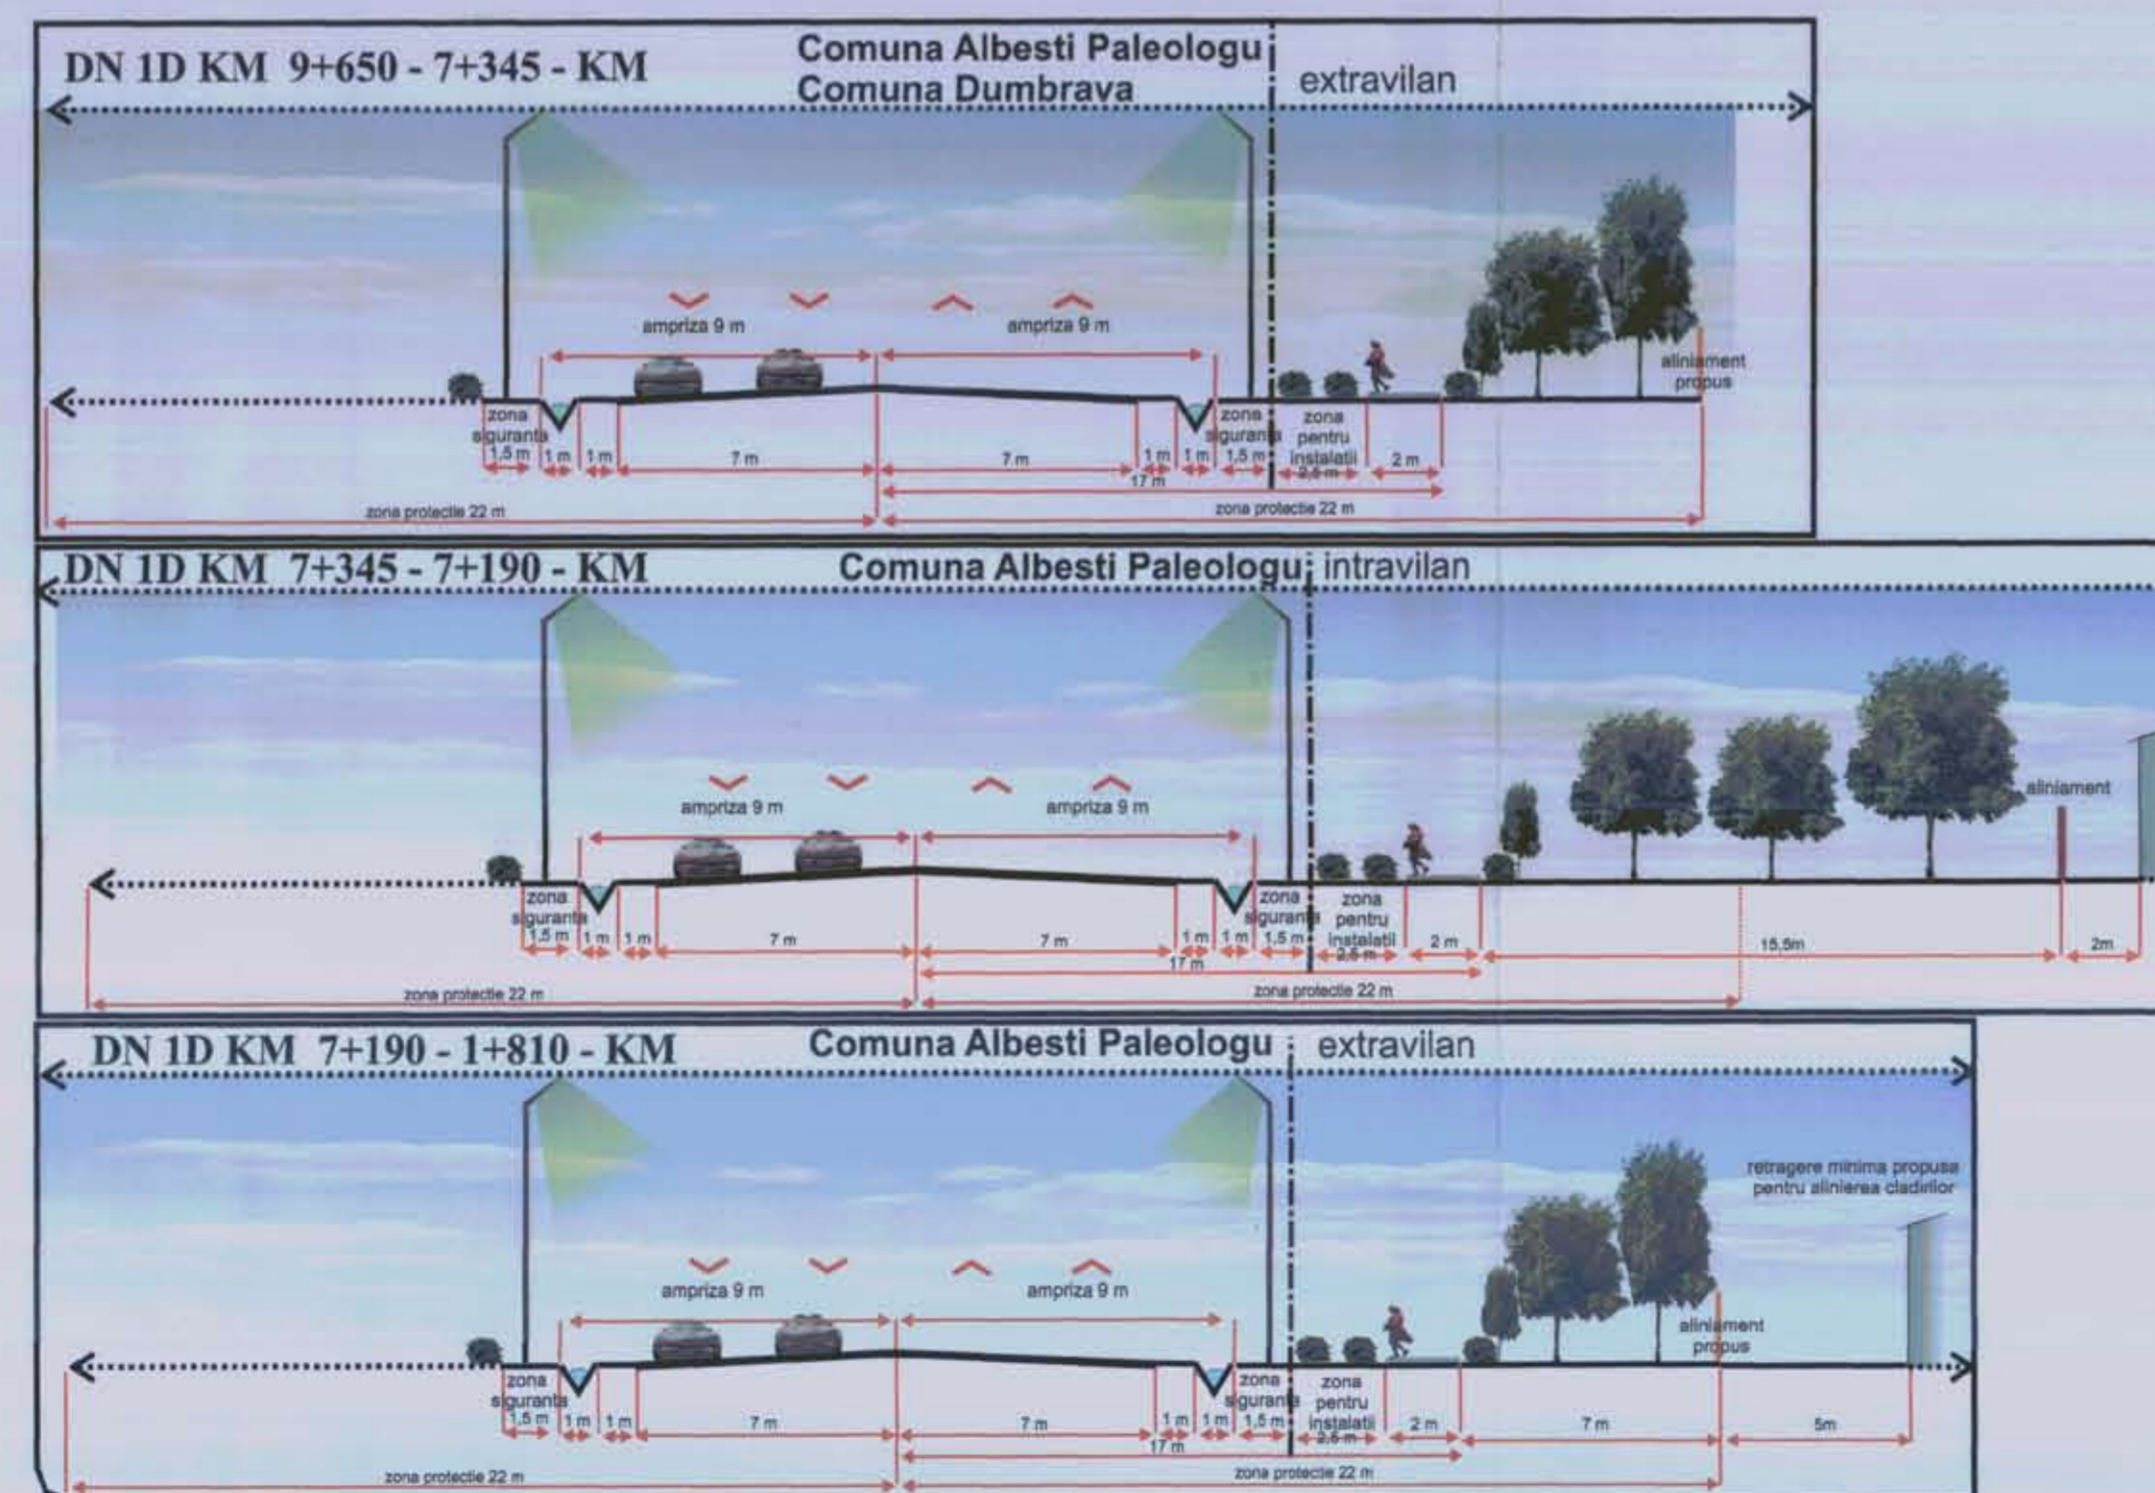 DN 1D KM 9+650 - 7+345 - KM
Comuna Albesti Paleologu
Comuna Dumbrava
extravilan
ampriza 9 m
ampriza 9 m
aliniament
propus
zona
siguranta
1,5 m
1 m
1 m
7 m
7 m
1 m
1 m
zona
siguranta
1,5 m
zona
pentru
instalatii
2,5 m
2 m
17 m
zona protectie 22 m
zona protectie 22 m
DN 1D KM 7+345 - 7+190 - KM
Comuna Albesti Paleologu
intravilan
ampriza 9 m
ampriza 9 m
aliniament
zona
siguranta
1,5 m
1 m
1 m
7 m
7 m
1 m
1 m
zona
siguranta
1,5 m
zona
pentru
instalatii
2,5 m
2 m
15,5m
2m
17 m
zona protectie 22 m
zona protectie 22 m
DN 1D KM 7+190 - 1+810 - KM
Comuna Albesti Paleologu
extravilan
retragere minima propusa
pentru alinierea cladirilor
ampriza 9 m
ampriza 9 m
aliniament
propus
zona
siguranta
1,5 m
1 m
1 m
7 m
7 m
1 m
1 m
zona
siguranta
1,5 m
zona
pentru
instalatii
2,5 m
2 m
7 m
5m
17 m
zona protectie 22 m
zona protectie 22 m